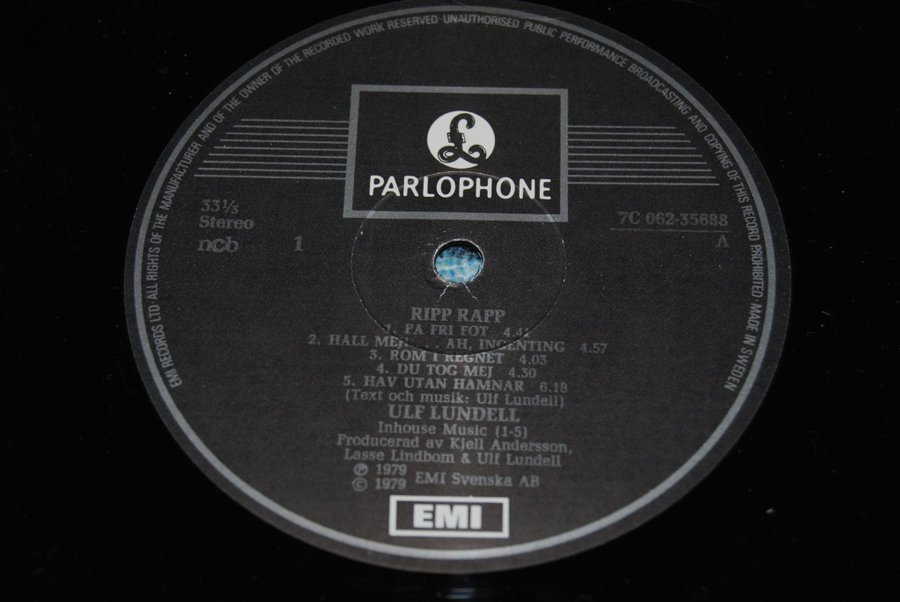 EMI RECORDS LTD · ALL RIGHTS OF THE MANUFACTURER AND OF THE OWNER OF THE RECORDED WORK RESERVED · UNAUTHORISED PUBLIC PERFORMANCE BROADCASTING AND COPYING OF THIS RECORD PROHIBITED · MADE IN SWEDEN
£
PARLOPHONE
33⅓
Stereo
ncb 1
7C 062-35688
A
RIPP RAPP
1. PA FRI FOT 4.41
2. HALL MEJ . . . AH, INGENTING 4.57
3. ROM I REGNET 4.03
4. DU TOG MEJ 4.30
5. HAV UTAN HAMNAR 6.18
(Text och musik: Ulf Lundell)
ULF LUNDELL
Inhouse Music (1-5)
Producerad av Kjell Andersson,
Lasse Lindbom & Ulf Lundell
℗ 1979
© 1979 EMI Svenska AB
EMI